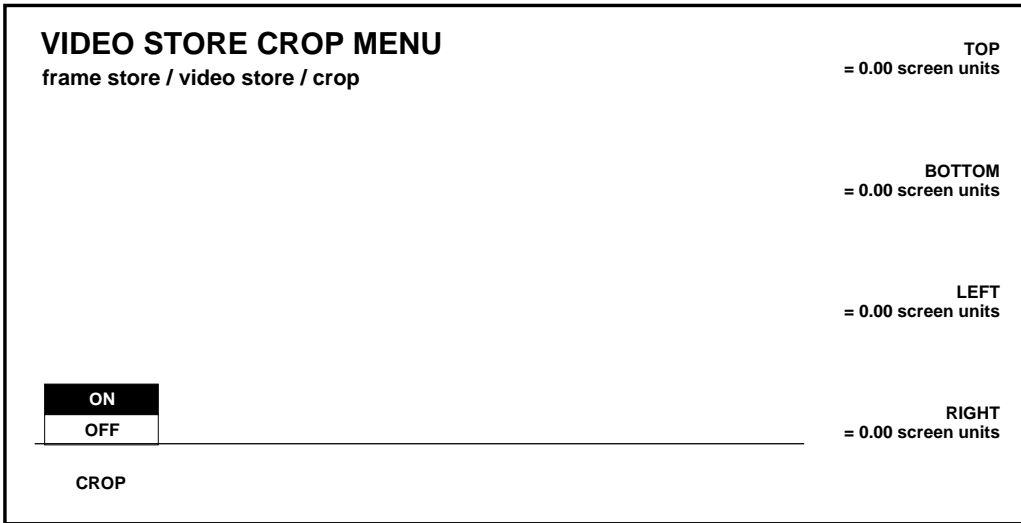 VIDEO STORE CROP MENU
frame store / video store / crop
TOP
= 0.00 screen units
BOTTOM
= 0.00 screen units
LEFT
= 0.00 screen units
RIGHT
= 0.00 screen units
ON
OFF
CROP